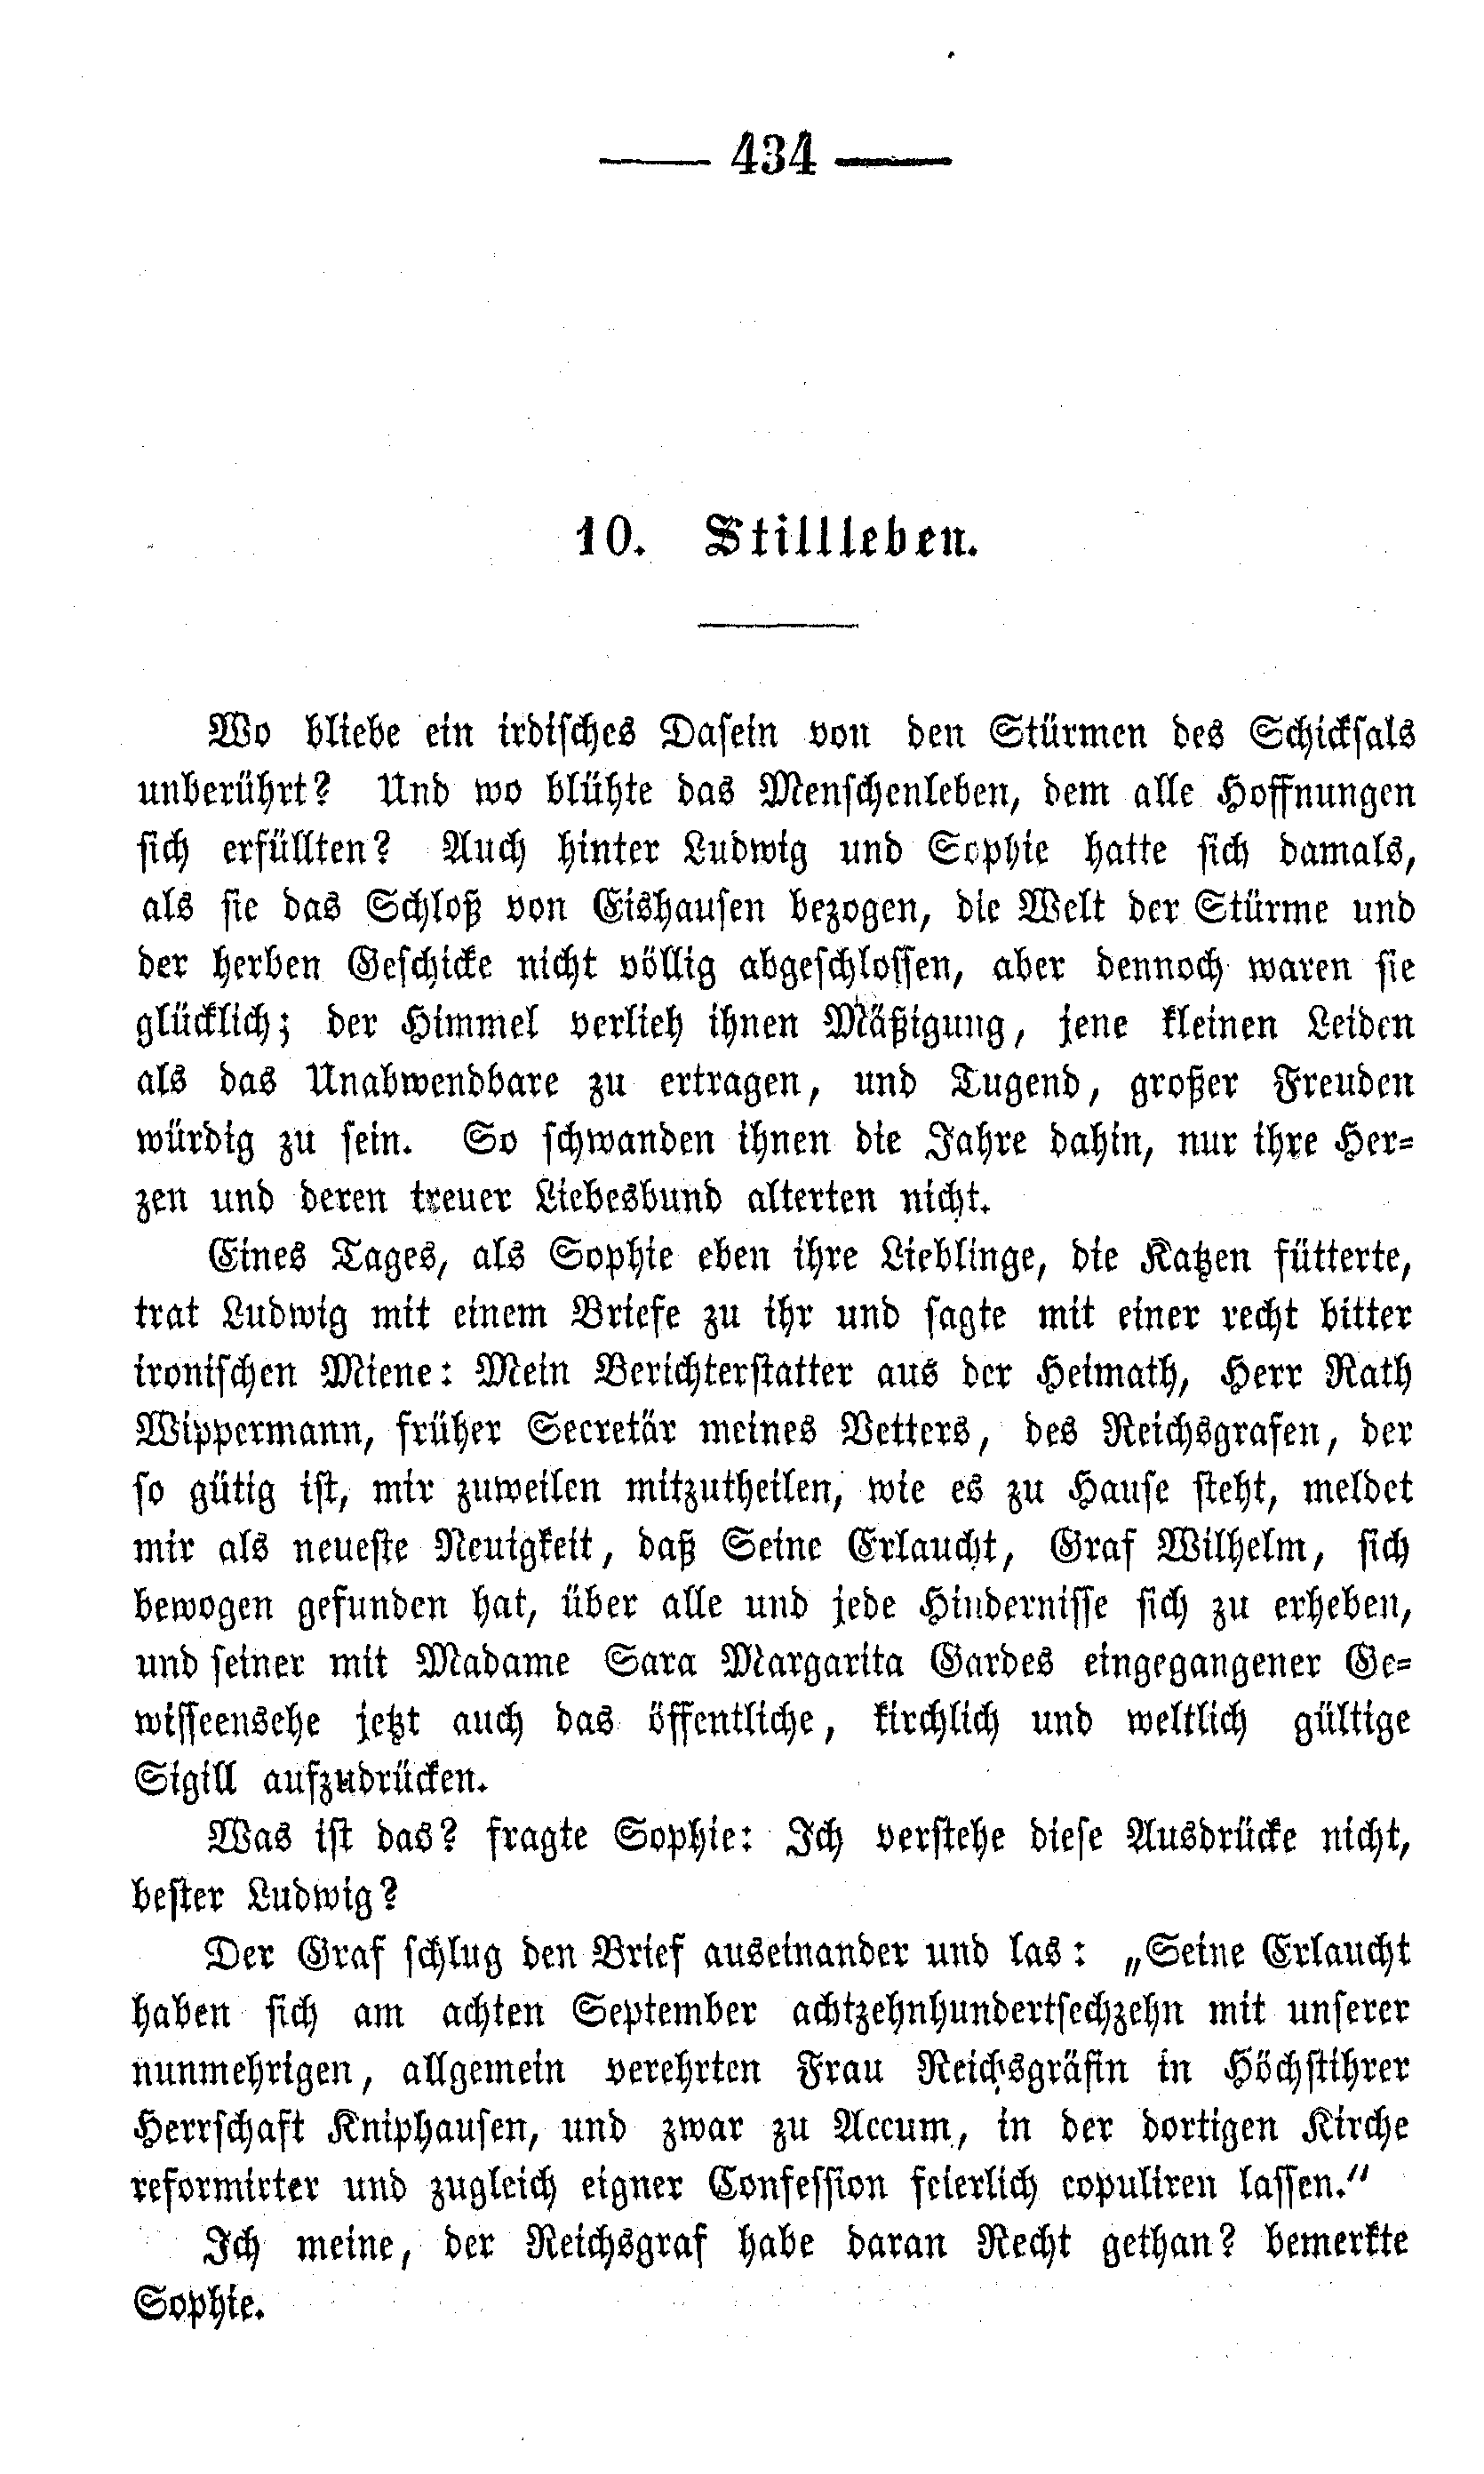 — 434 —
10. Stillleben.
Wo bliebe ein irdiſches Daſein von den Stürmen des Schickſals
unberührt? Und wo blühte das Menſchenleben, dem alle Hoffnungen
ſich erfüllten? Auch hinter Ludwig und Sophie hatte ſich damals,
als ſie das Schloß von Eishauſen bezogen, die Welt der Stürme und
der herben Geſchicke nicht völlig abgeſchloſſen, aber dennoch waren ſie
glücklich; der Himmel verlieh ihnen Mäßigung, jene kleinen Leiden
als das Unabwendbare zu ertragen, und Tugend, großer Freuden
würdig zu ſein. So ſchwanden ihnen die Jahre dahin, nur ihre Her=
zen und deren treuer Liebesbund alterten nicht.
Eines Tages, als Sophie eben ihre Lieblinge, die Katzen fütterte,
trat Ludwig mit einem Briefe zu ihr und ſagte mit einer recht bitter
ironiſchen Miene: Mein Berichterſtatter aus der Heimath, Herr Rath
Wippermann, früher Secretär meines Vetters, des Reichsgrafen, der
ſo gütig iſt, mir zuweilen mitzutheilen, wie es zu Hauſe ſteht, meldet
mir als neueſte Neuigkeit, daß Seine Erlaucht, Graf Wilhelm, ſich
bewogen gefunden hat, über alle und jede Hinderniſſe ſich zu erheben,
und ſeiner mit Madame Sara Margarita Gardes eingegangener Ge=
wiſſeensehe jetzt auch das öffentliche, kirchlich und weltlich gültige
Sigill aufzudrücken.
Was iſt das? fragte Sophie: Ich verſtehe dieſe Ausdrücke nicht,
beſter Ludwig?
Der Graf ſchlug den Brief auseinander und las: „Seine Erlaucht
haben ſich am achten September achtzehnhundertſechzehn mit unſerer
nunmehrigen, allgemein verehrten Frau Reichsgräfin in Höchſtihrer
Herrſchaft Kniphauſen, und zwar zu Accum, in der dortigen Kirche
reformirter und zugleich eigner Confeſſion feierlich copuliren laſſen.“
Ich meine, der Reichsgraf habe daran Recht gethan? bemerkte
Sophie.